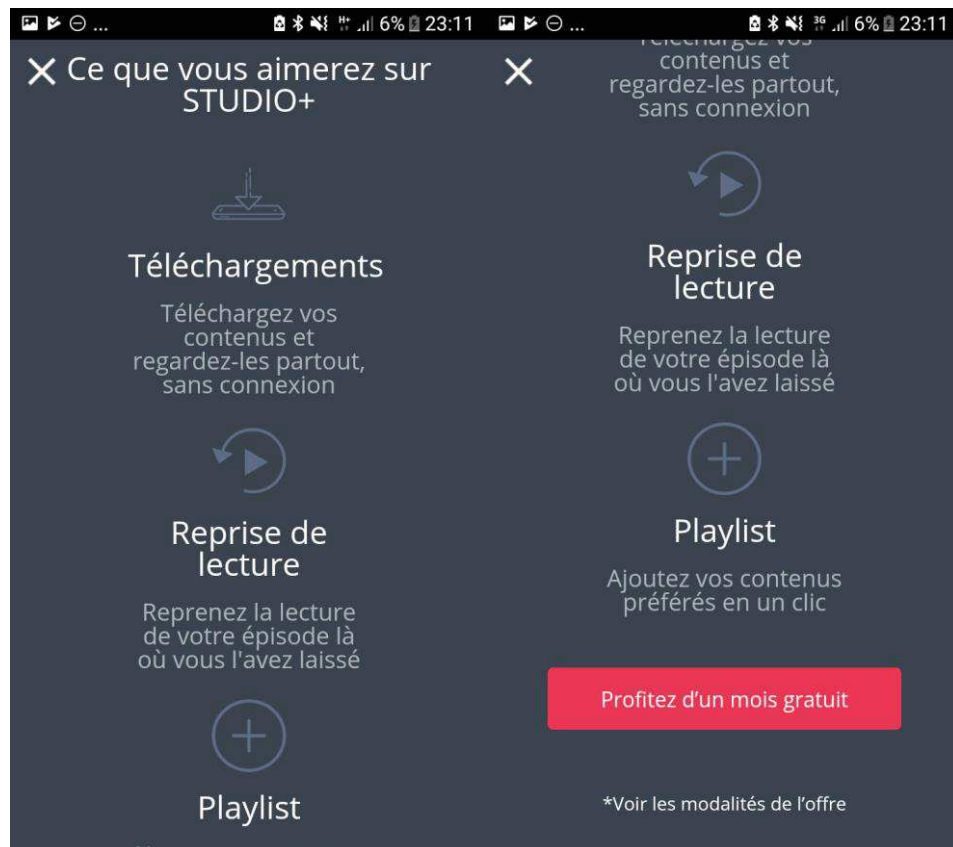 ... 6% 23:11
Ce que vous aimerez sur
STUDIO+
Téléchargements
Téléchargez vos
contenus et
regardez-les partout,
sans connexion
Reprise de
lecture
Reprenez la lecture
de votre épisode là
où vous l'avez laissé
Playlist
... 3G 6% 23:11
Téléchargez vos
contenus et
regardez-les partout,
sans connexion
Reprise de
lecture
Reprenez la lecture
de votre épisode là
où vous l'avez laissé
Playlist
Ajoutez vos contenus
préférés en un clic
Profitez d'un mois gratuit
*Voir les modalités de l'offre